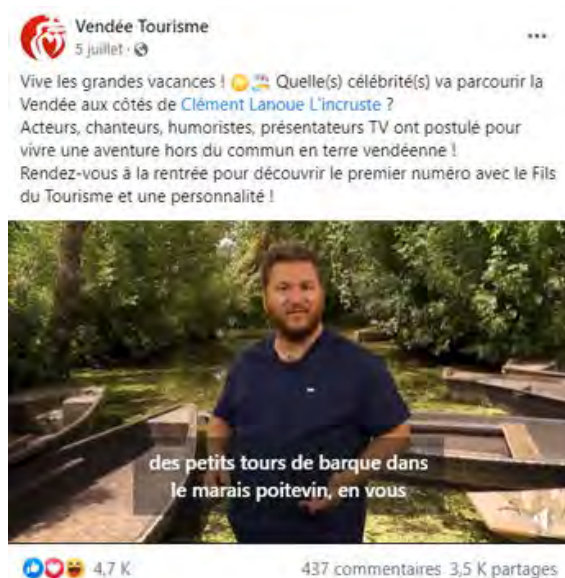 Vendée Tourisme
5 juillet ·
Vive les grandes vacances ! Quelle(s) célébrité(s) va parcourir la
Vendée aux côtés de Clément Lanoue L'incruste ?
Acteurs, chanteurs, humoristes, présentateurs TV ont postulé pour
vivre une aventure hors du commun en terre vendéenne !
Rendez-vous à la rentrée pour découvrir le premier numéro avec le Fils
du Tourisme et une personnalité !
des petits tours de barque dans
le marais poitevin, en vous
4,7 K 437 commentaires 3,5 K partages